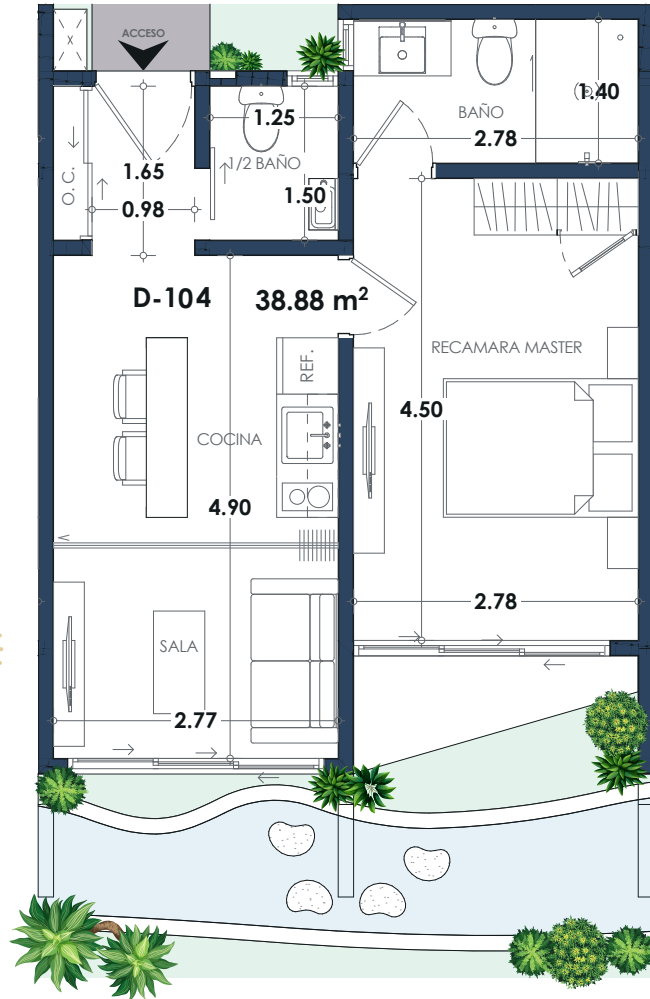 ACCESO
1.40
1.25
BAÑO
2.78
1/2 BAÑO
1.65
O.C.
1.50
0.98
D-104
38.88 m²
RECAMARA MASTER
REF.
4.50
COCINA
4.90
2.78
SALA
2.77